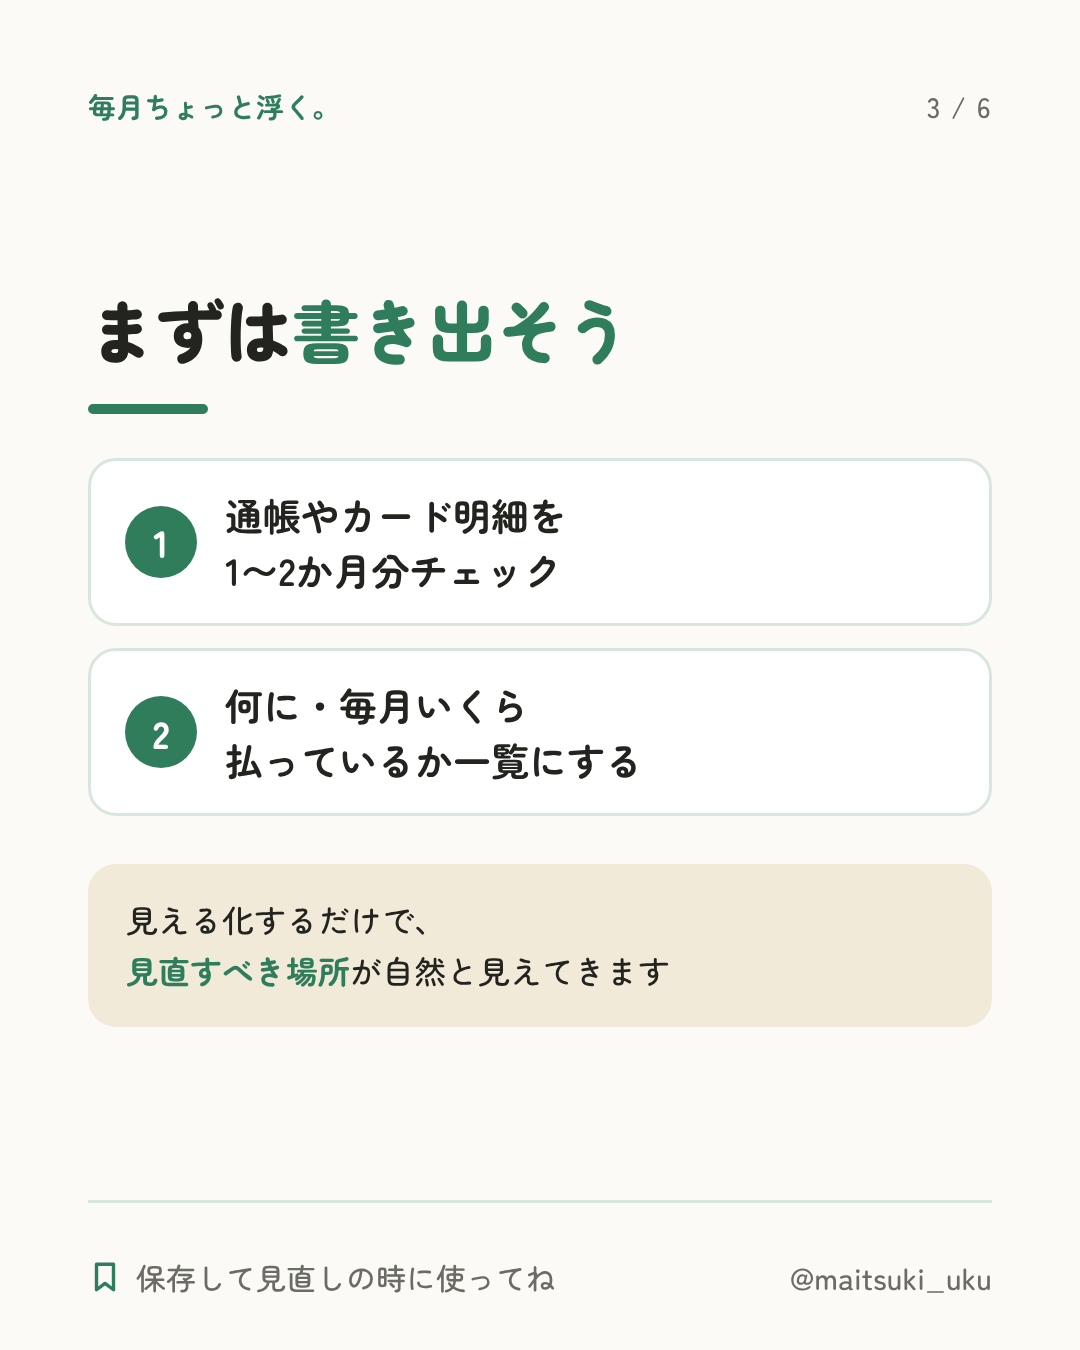 毎月ちょっと浮く。
3 / 6
まずは書き出そう
1
通帳やカード明細を
1〜2か月分チェック
2
何に・毎月いくら
払っているか一覧にする
見える化するだけで、
見直すべき場所が自然と見えてきます
保存して見直しの時に使ってね
@maitsuki_uku